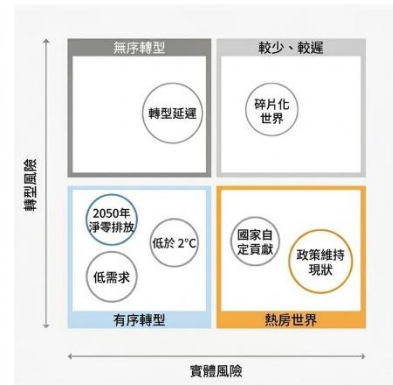 無序轉型
較少、較遲
轉型延遲
碎片化
世界
轉型風險
2050年
淨零排放
低於 2°C
低需求
國家自
定貢獻
政策維持
現狀
有序轉型
熱房世界
實體風險